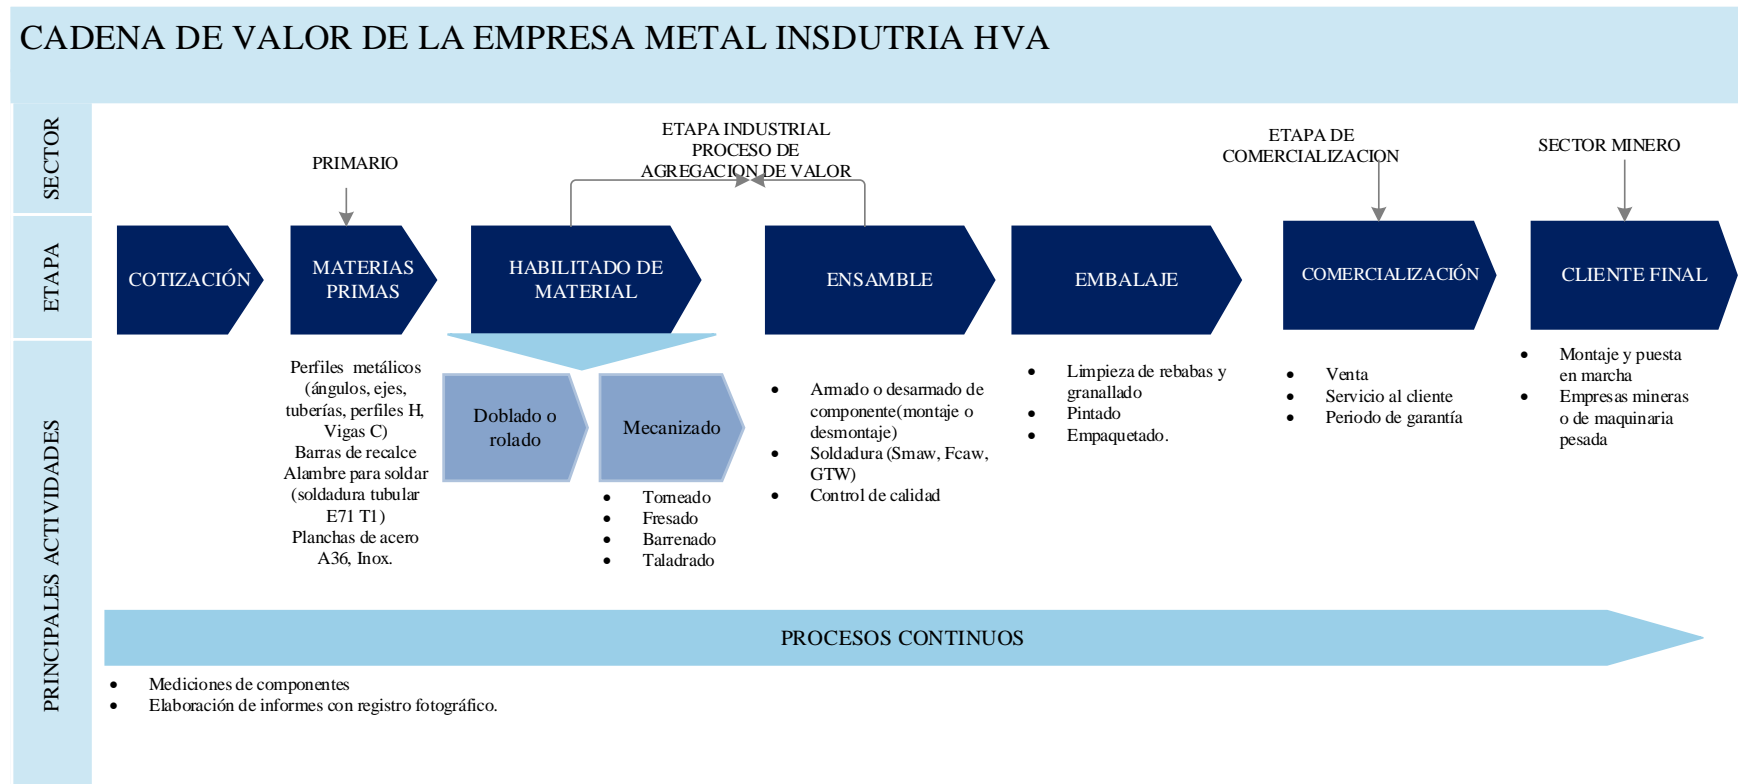 CADENA DE VALOR DE LA EMPRESA METAL INSDUTRIA HVA
SECTOR
PRIMARIO
ETAPA INDUSTRIAL
PROCESO DE
AGREGACION DE VALOR
ETAPA DE
COMERCIALIZACION
SECTOR MINERO
ETAPA
COTIZACIÓN
MATERIAS
PRIMAS
HABILITADO DE
MATERIAL
ENSAMBLE
EMBALAJE
COMERCIALIZACIÓN
CLIENTE FINAL
PRINCIPALES ACTIVIDADES
Perfiles metálicos
(ángulos, ejes,
tuberías, perfiles H,
Vigas C)
Barras de recalce
Alambre para soldar
(soldadura tubular
E71 T1)
Planchas de acero
A36, Inox.
Doblado o
rolado
Mecanizado
• Torneado
• Fresado
• Barrenado
• Taladrado
• Armado o desarmado de
componente(montaje o
desmontaje)
• Soldadura (Smaw, Fcaw,
GTW)
• Control de calidad
• Limpieza de rebabas y
granallado
• Pintado
• Empaquetado.
• Venta
• Servicio al cliente
• Periodo de garantía
• Montaje y puesta
en marcha
• Empresas mineras
o de maquinaria
pesada
PROCESOS CONTINUOS
• Mediciones de componentes
• Elaboración de informes con registro fotográfico.